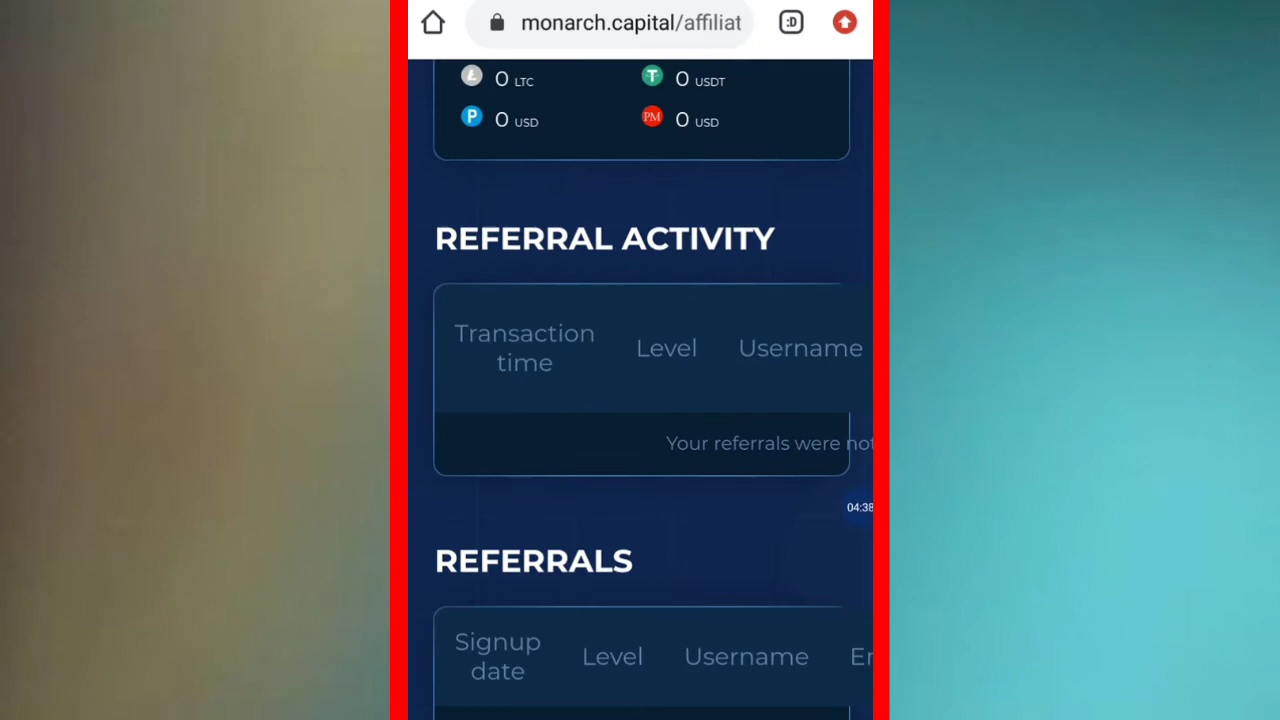 monarch.capital/affiliat
:D
Ł 0 LTC
T 0 USDT
P 0 USD
PM 0 USD
REFERRAL ACTIVITY
Transaction time
Level
Username
Your referrals were not
04:38
REFERRALS
Signup date
Level
Username